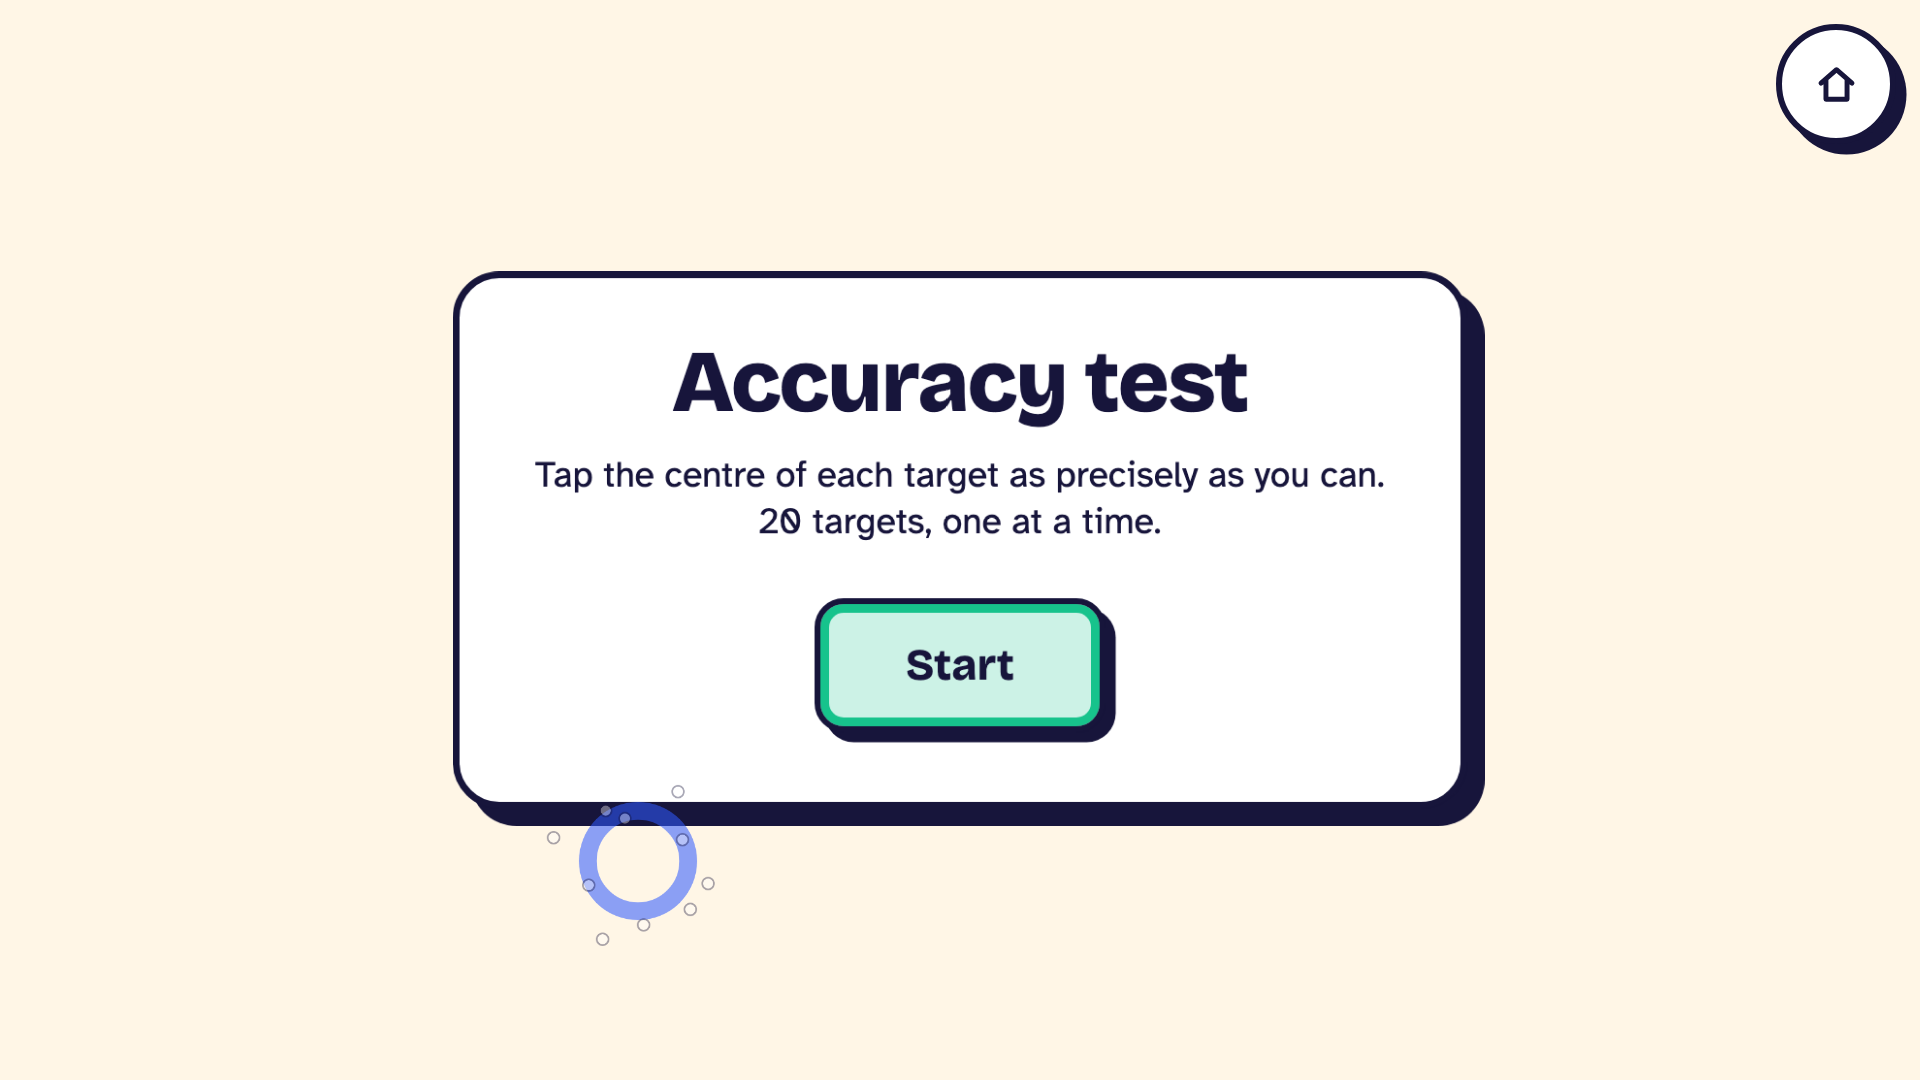 Accuracy test
Tap the centre of each target as precisely as you can.
20 targets, one at a time.
Start